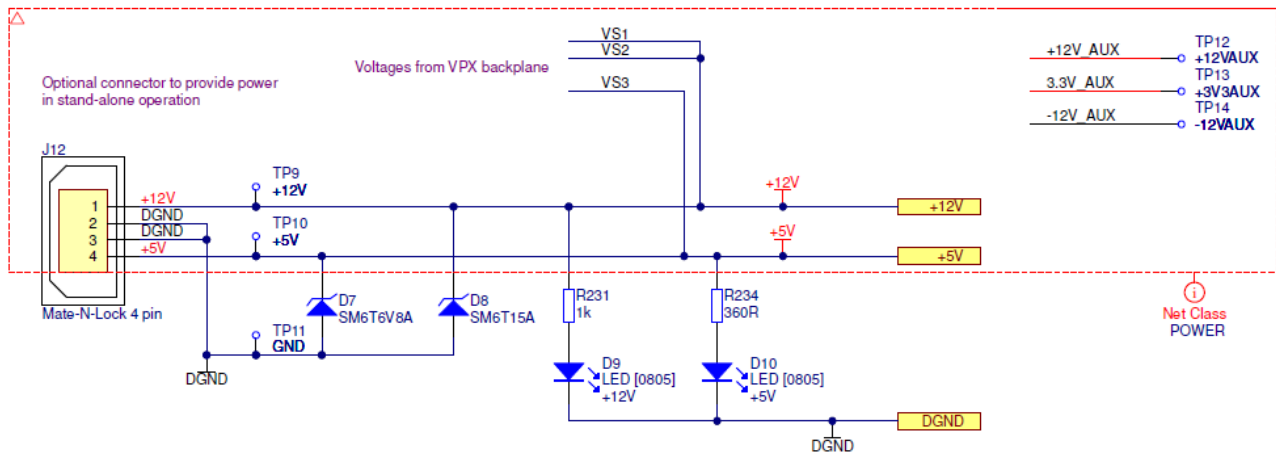 VS1
VS2
VS3
Voltages from VPX backplane
Optional connector to provide power
in stand-alone operation
+12V_AUX
TP12
+12VAUX
3.3V_AUX
TP13
+3V3AUX
-12V_AUX
TP14
-12VAUX
J12
1
2
3
4
+12V
DGND
DGND
+5V
TP9
+12V
TP10
+5V
+12V
+12V
+5V
+5V
Mate-N-Lock 4 pin
D7
SM6T6V8A
D8
SM6T15A
R231
1k
R234
360R
i
Net Class
POWER
TP11
GND
DGND
D9
LED [0805]
+12V
D10
LED [0805]
+5V
DGND
DGND